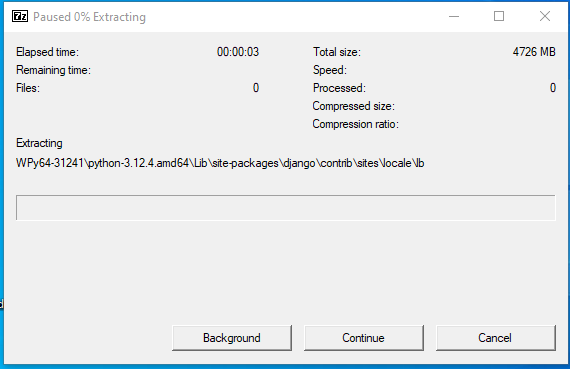 7z Paused 0% Extracting
Elapsed time: 00:00:03 Total size: 4726 MB
Remaining time: Speed:
Files: 0 Processed: 0
Compressed size:
Compression ratio:
Extracting
WPy64-31241\python-3.12.4.amd64\Lib\site-packages\django\contrib\sites\locale\lb
Background Continue Cancel